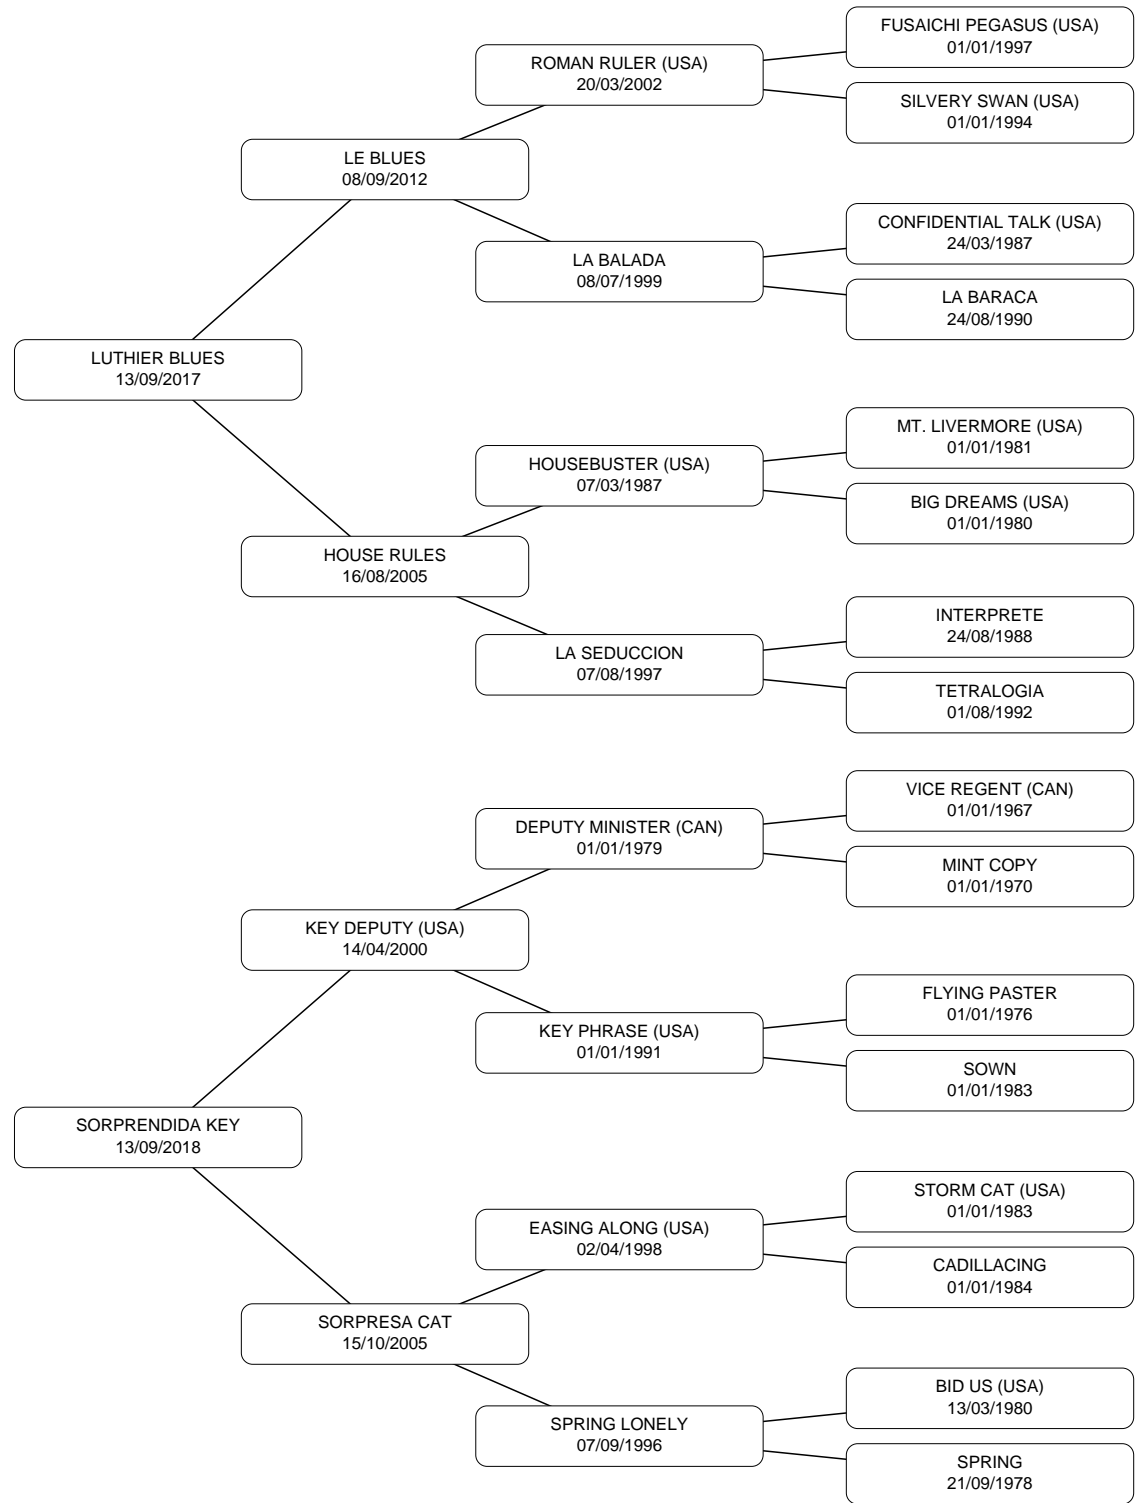 FUSAICHI PEGASUS (USA)
01/01/1997
ROMAN RULER (USA)
20/03/2002
SILVERY SWAN (USA)
01/01/1994
LE BLUES
08/09/2012
CONFIDENTIAL TALK (USA)
24/03/1987
LA BALADA
08/07/1999
LA BARACA
24/08/1990
LUTHIER BLUES
13/09/2017
MT. LIVERMORE (USA)
01/01/1981
HOUSEBUSTER (USA)
07/03/1987
BIG DREAMS (USA)
01/01/1980
HOUSE RULES
16/08/2005
INTERPRETE
24/08/1988
LA SEDUCCION
07/08/1997
TETRALOGIA
01/08/1992
VICE REGENT (CAN)
01/01/1967
DEPUTY MINISTER (CAN)
01/01/1979
MINT COPY
01/01/1970
KEY DEPUTY (USA)
14/04/2000
FLYING PASTER
01/01/1976
KEY PHRASE (USA)
01/01/1991
SOWN
01/01/1983
SORPRENDIDA KEY
13/09/2018
STORM CAT (USA)
01/01/1983
EASING ALONG (USA)
02/04/1998
CADILLACING
01/01/1984
SORPRESA CAT
15/10/2005
BID US (USA)
13/03/1980
SPRING LONELY
07/09/1996
SPRING
21/09/1978